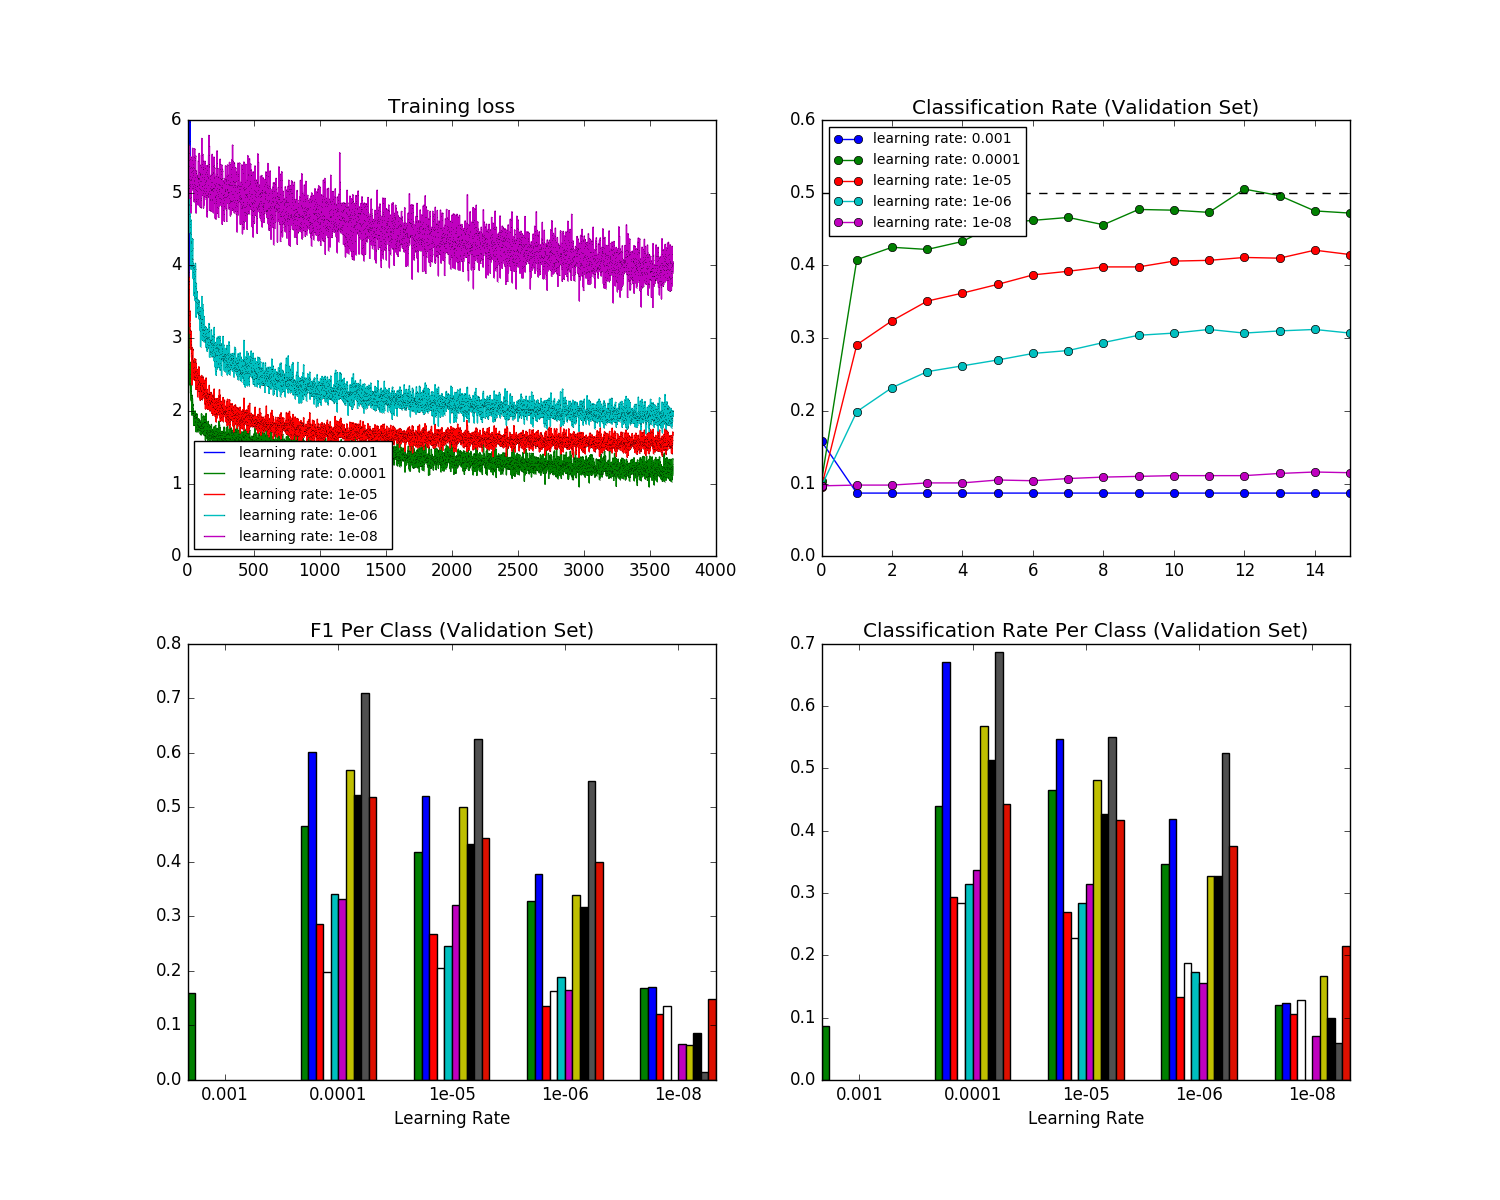 Training loss
6
5
4
3
2
1
0
learning rate: 0.001
learning rate: 0.0001
learning rate: 1e-05
learning rate: 1e-06
learning rate: 1e-08
0 500 1000 1500 2000 2500 3000 3500 4000
Classification Rate (Validation Set)
0.6
0.5
0.4
0.3
0.2
0.1
0.0
learning rate: 0.001
learning rate: 0.0001
learning rate: 1e-05
learning rate: 1e-06
learning rate: 1e-08
0 2 4 6 8 10 12 14
F1 Per Class (Validation Set)
0.8
0.7
0.6
0.5
0.4
0.3
0.2
0.1
0.0
0.001 0.0001 1e-05 1e-06 1e-08
Learning Rate
Classification Rate Per Class (Validation Set)
0.7
0.6
0.5
0.4
0.3
0.2
0.1
0.0
0.001 0.0001 1e-05 1e-06 1e-08
Learning Rate